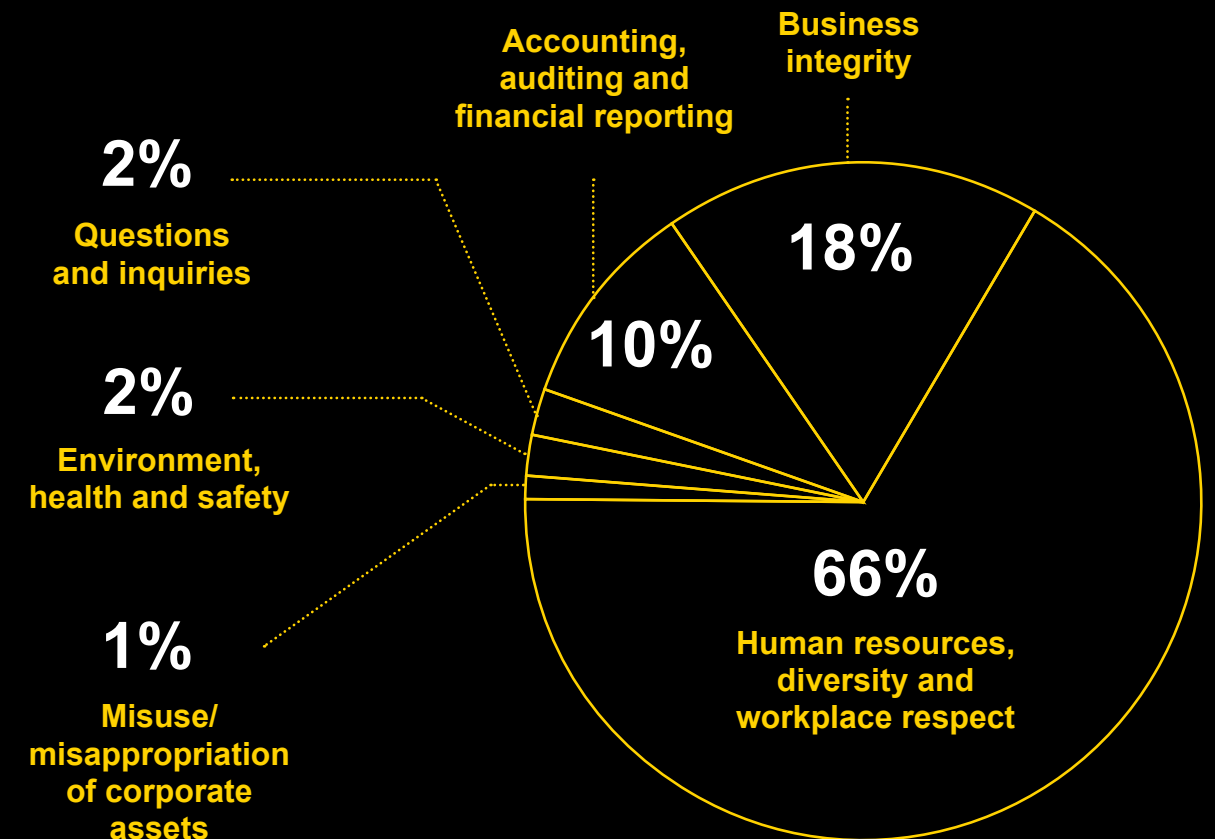 Business
integrity
18%
Accounting,
auditing and
financial reporting
10%
2%
Questions
and inquiries
2%
Environment,
health and safety
1%
Misuse/
misappropriation
of corporate
assets
66%
Human resources,
diversity and
workplace respect